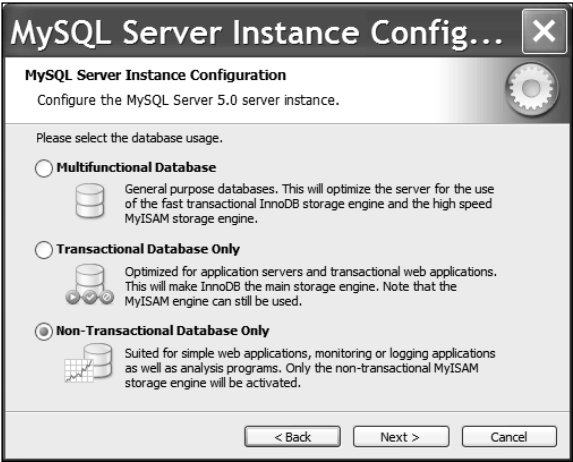 MySQL Server Instance Config...
MySQL Server Instance Configuration
Configure the MySQL Server 5.0 server instance.
Please select the database usage.
Multifunctional Database
General purpose databases. This will optimize the server for the use
of the fast transactional InnoDB storage engine and the high speed
MyISAM storage engine.
Transactional Database Only
Optimized for application servers and transactional web applications.
This will make InnoDB the main storage engine. Note that the
MyISAM engine can still be used.
Non-Transactional Database Only
Suited for simple web applications, monitoring or logging applications
as well as analysis programs. Only the non-transactional MyISAM
storage engine will be activated.
< Back Next > Cancel